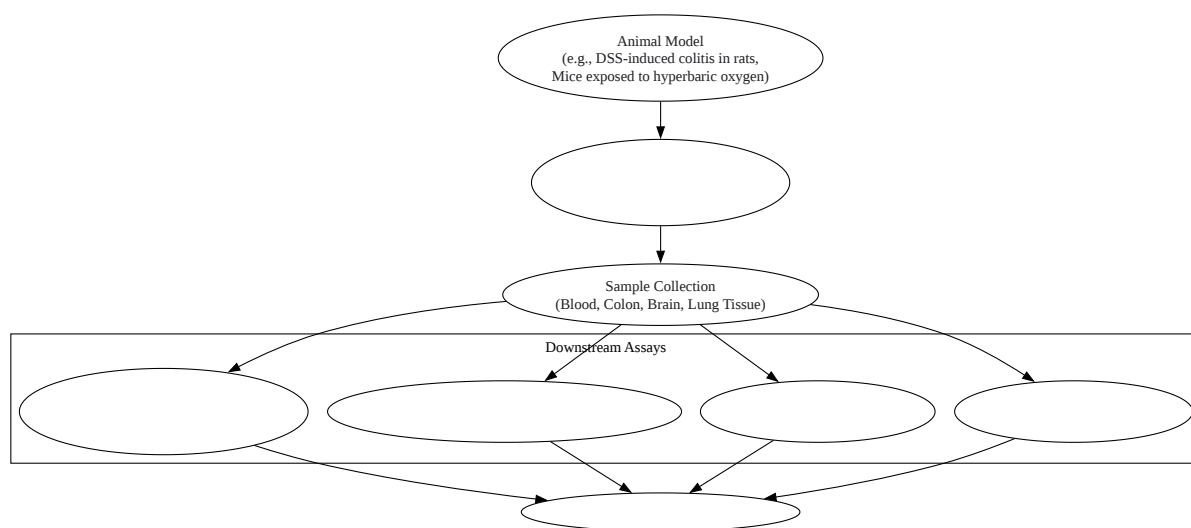 Animal Model
(e.g., DSS-induced colitis in rats,
Mice exposed to hyperbaric oxygen)
Sample Collection
(Blood, Colon, Brain, Lung Tissue)
Downstream Assays